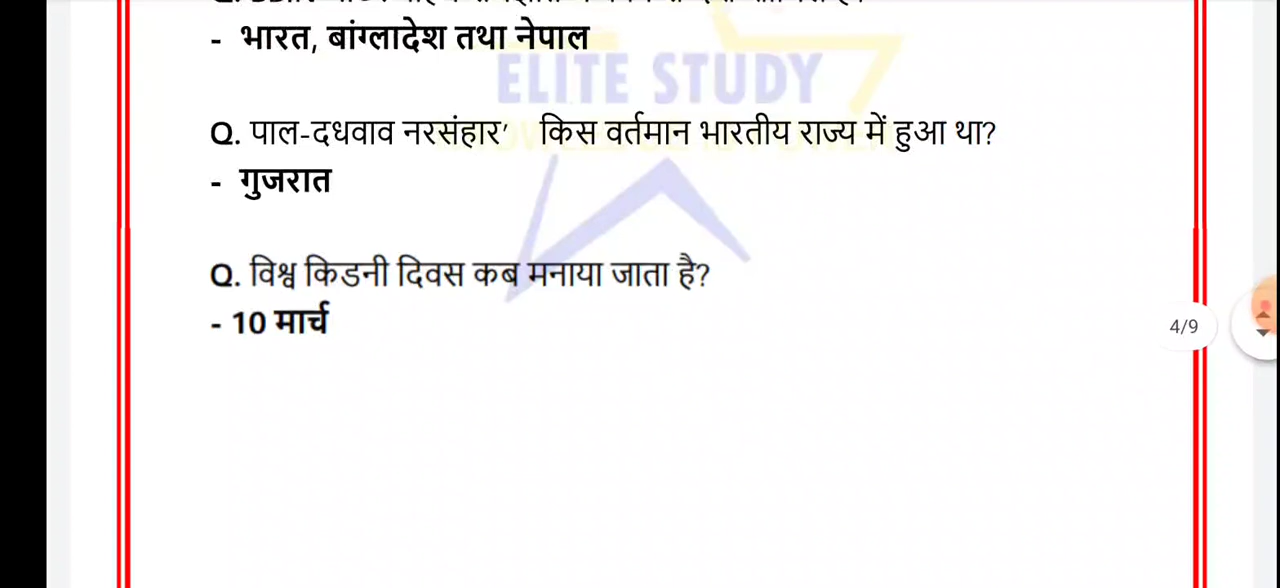 - भारत, बांग्लादेश तथा नेपाल
ELITE STUDY
Q. पाल-दधवाव नरसंहार’ किस वर्तमान भारतीय राज्य में हुआ था?
- गुजरात
Q. विश्व किडनी दिवस कब मनाया जाता है?
- 10 मार्च
4/9